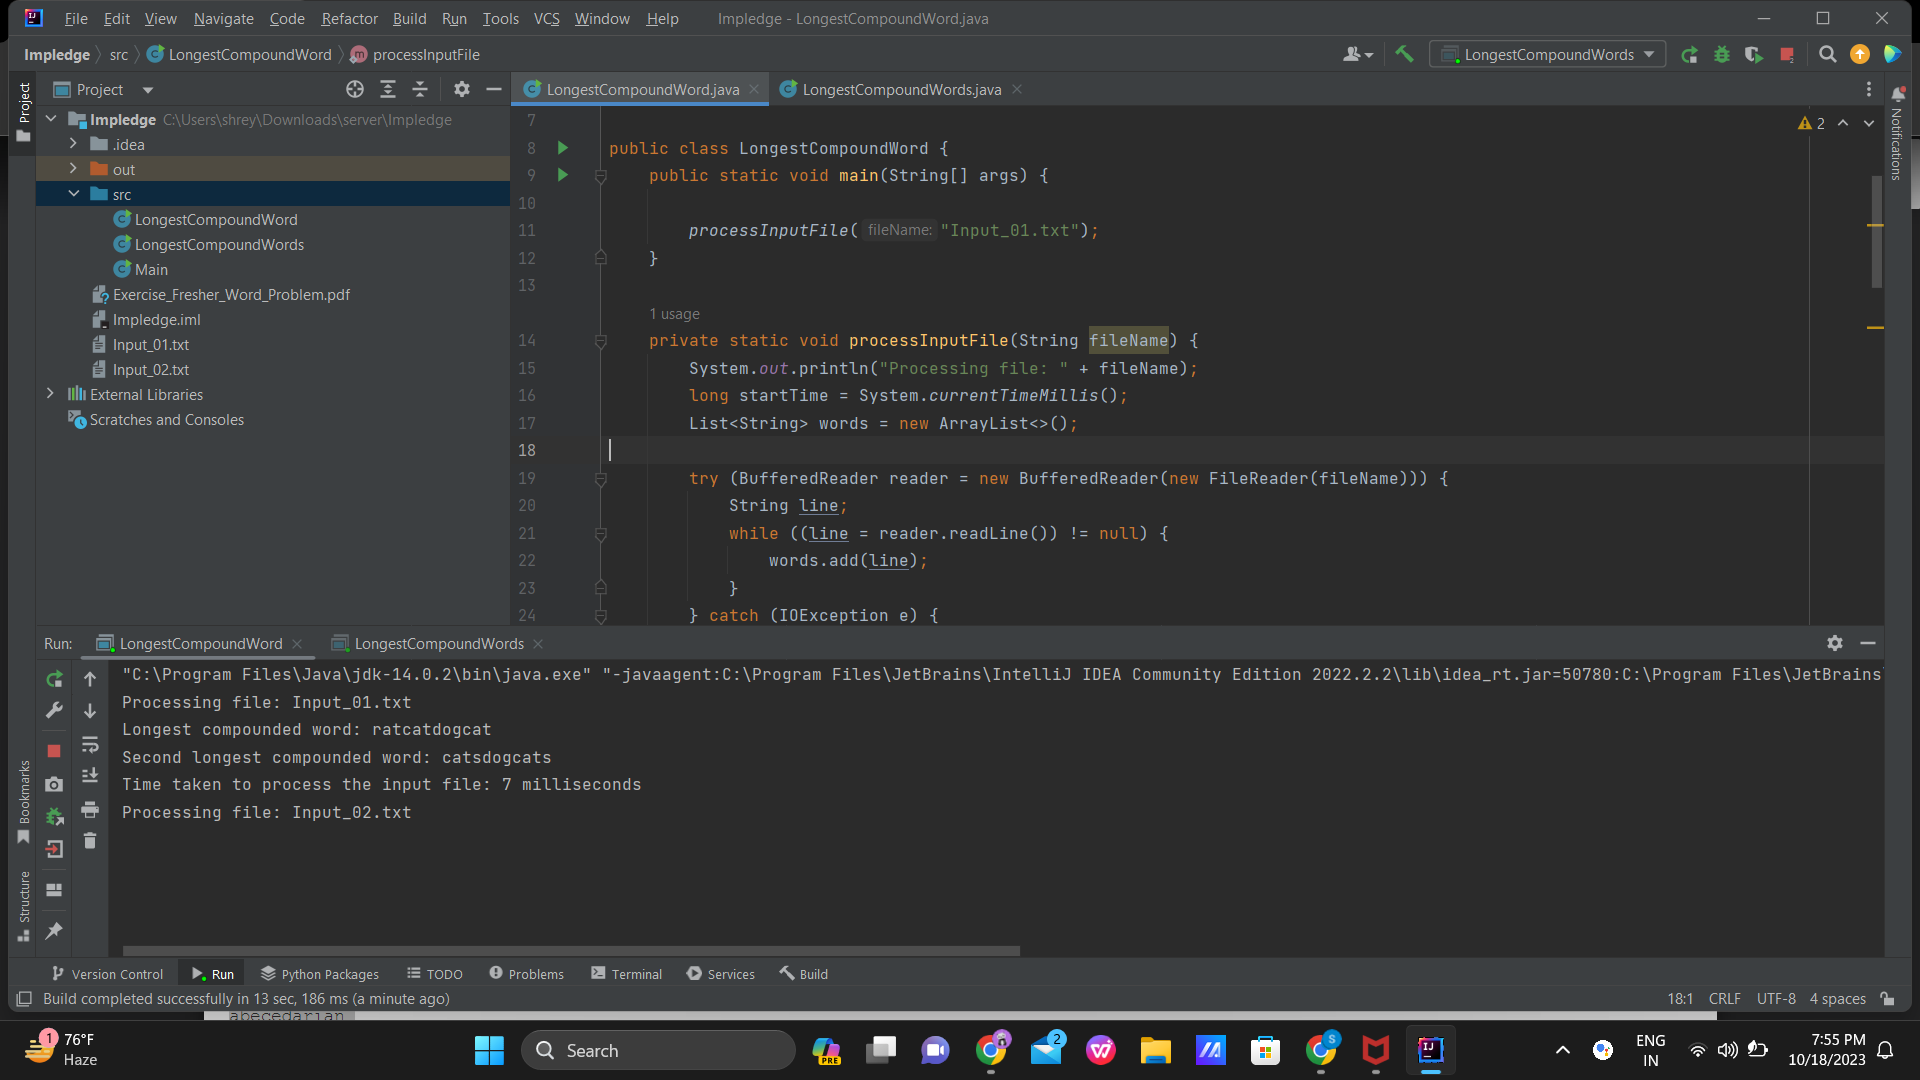 File Edit View Navigate Code Refactor Build Run Tools VCS Window Help Impledge - LongestCompoundWord.java
Impledge src LongestCompoundWord processInputFile LongestCompoundWords
Project
Project
LongestCompoundWord.java LongestCompoundWords.java
Notifications
Impledge C:\Users\shrey\Downloads\server\Impledge
.idea
out
src
LongestCompoundWord
LongestCompoundWords
Main
Exercise_Fresher_Word_Problem.pdf
Impledge.iml
Input_01.txt
Input_02.txt
External Libraries
Scratches and Consoles
2
7
8 public class LongestCompoundWord {
9 public static void main(String[] args) {
10
11 processInputFile( fileName: "Input_01.txt");
12 }
13
1 usage
14 private static void processInputFile(String fileName) {
15 System.out.println("Processing file: " + fileName);
16 long startTime = System.currentTimeMillis();
17 List<String> words = new ArrayList<>();
18
19 try (BufferedReader reader = new BufferedReader(new FileReader(fileName))) {
20 String line;
21 while ((line = reader.readLine()) != null) {
22 words.add(line);
23 }
24 } catch (IOException e) {
Run: LongestCompoundWord LongestCompoundWords
"C:\Program Files\Java\jdk-14.0.2\bin\java.exe" "-javaagent:C:\Program Files\JetBrains\IntelliJ IDEA Community Edition 2022.2.2\lib\idea_rt.jar=50780:C:\Program Files\JetBrains
Processing file: Input_01.txt
Longest compounded word: ratcatdogcat
Second longest compounded word: catsdogcats
Time taken to process the input file: 7 milliseconds
Processing file: Input_02.txt
Bookmarks
Structure
Version Control Run Python Packages TODO Problems Terminal Services Build
Build completed successfully in 13 sec, 186 ms (a minute ago) 18:1 CRLF UTF-8 4 spaces
abecedarian
1 76°F
Haze
Search
PRE
2
S
IJ
ENG
IN
7:55 PM
10/18/2023